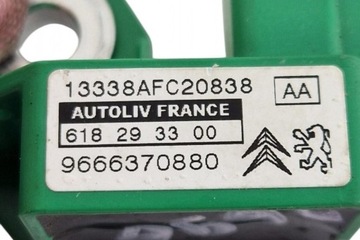 13338AFC20838
AA
AUTOLIV FRANCE
618 29 33 00
9666370880